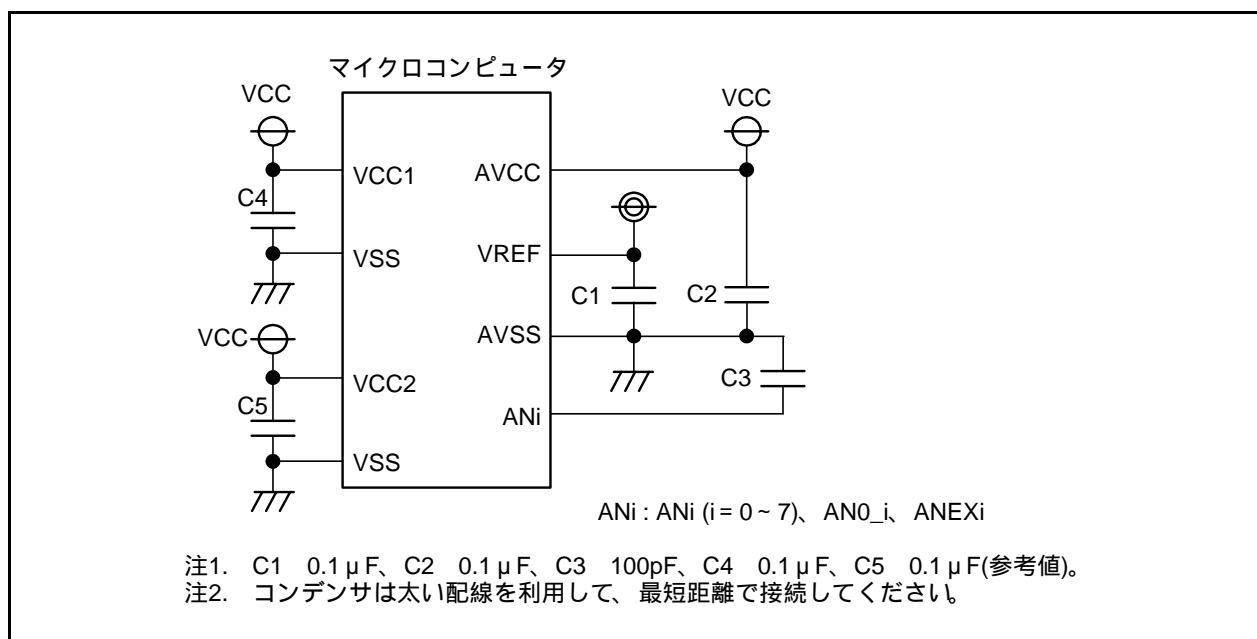 マイクロコンピュータ
VCC
VCC
VCC1
AVCC
C4
VSS
VREF
C1
C2
VCC
AVSS
VCC2
C3
C5
ANi
VSS
ANi : ANi (i = 0 ~ 7)、AN0_i、ANEXi
注1. C1 0.1 μ F、C2 0.1 μ F、C3 100pF、C4 0.1 μ F、C5 0.1 μ F(参考値)。
注2. コンデンサは太い配線を利用して、最短距離で接続してください。